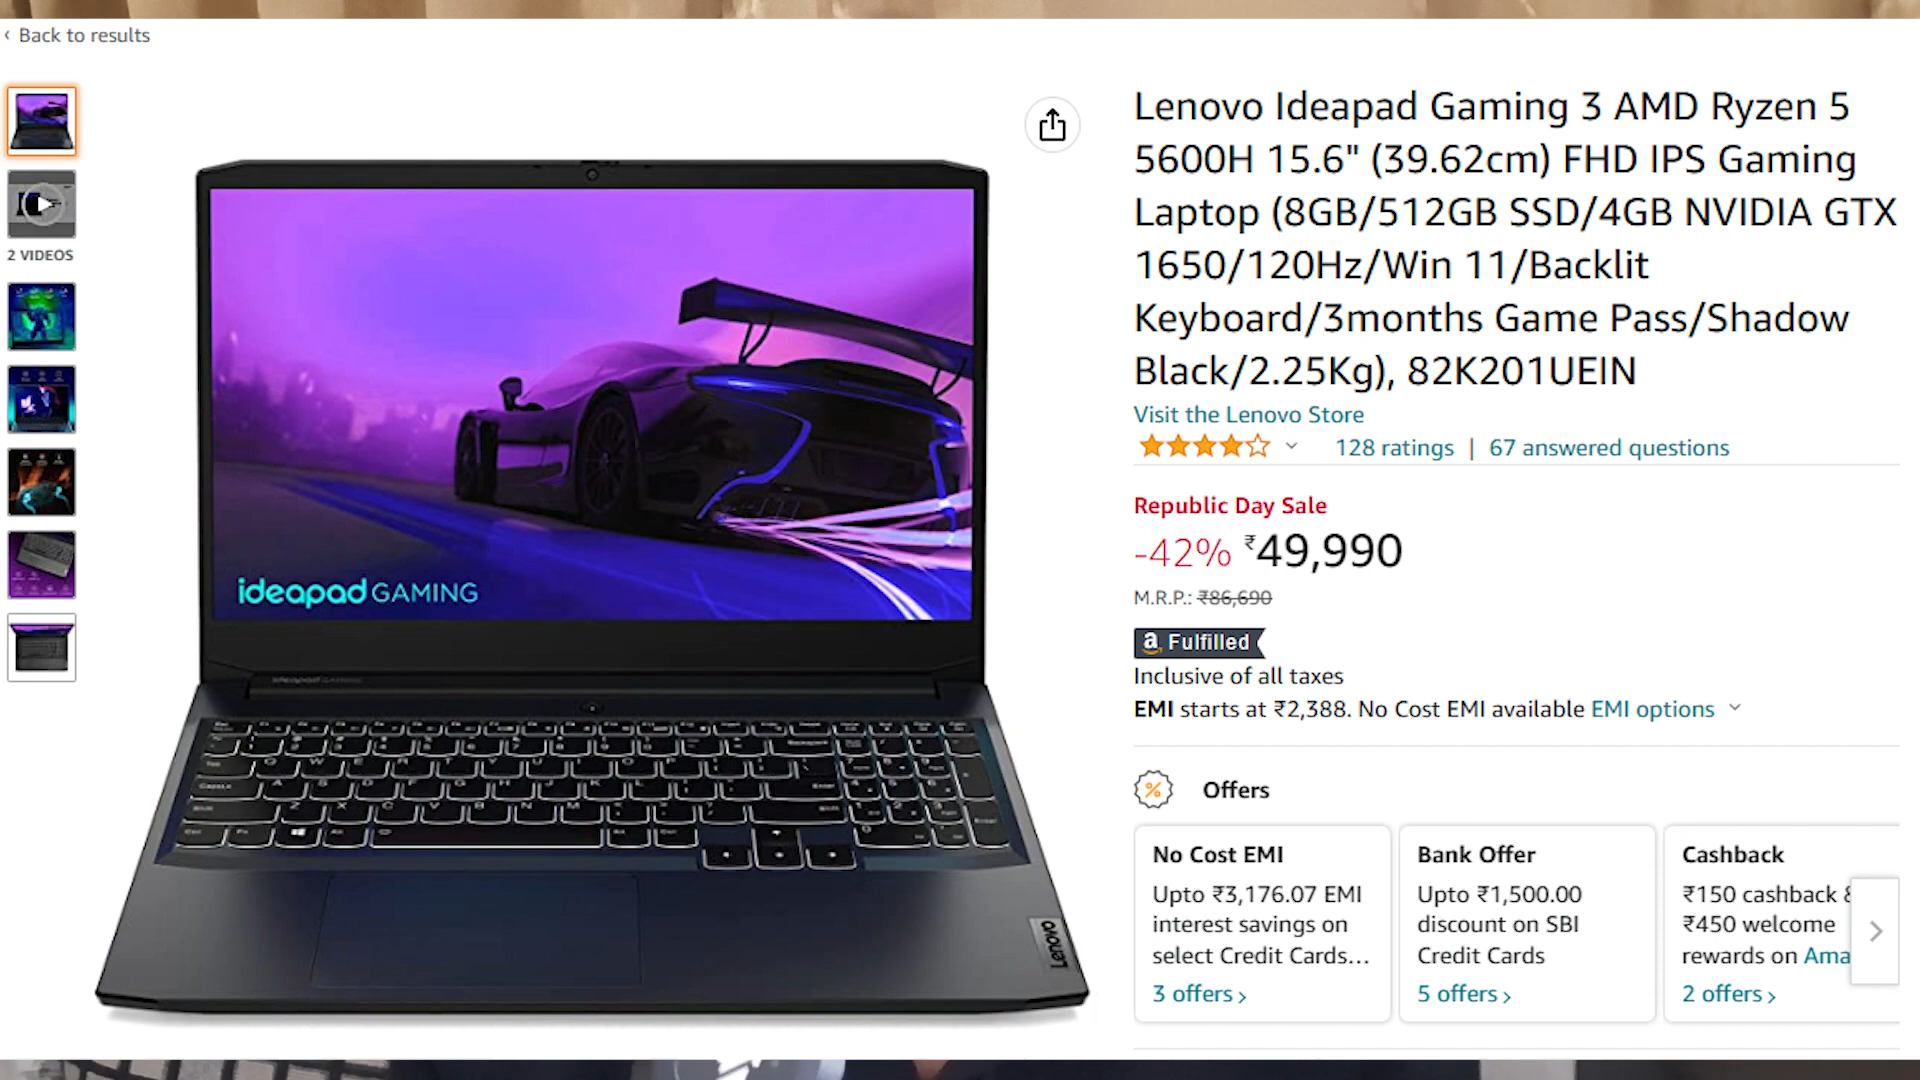 ‹ Back to results
2 VIDEOS
ideapad GAMING
Lenovo
Lenovo Ideapad Gaming 3 AMD Ryzen 5
5600H 15.6" (39.62cm) FHD IPS Gaming
Laptop (8GB/512GB SSD/4GB NVIDIA GTX
1650/120Hz/Win 11/Backlit
Keyboard/3months Game Pass/Shadow
Black/2.25Kg), 82K201UEIN
Visit the Lenovo Store
128 ratings | 67 answered questions
Republic Day Sale
-42% ₹49,990
M.R.P.: ₹86,690
a Fulfilled
Inclusive of all taxes
EMI starts at ₹2,388. No Cost EMI available EMI options
% Offers
No Cost EMI
Upto ₹3,176.07 EMI
interest savings on
select Credit Cards...
3 offers ›
Bank Offer
Upto ₹1,500.00
discount on SBI
Credit Cards
5 offers ›
Cashback
₹150 cashback &
₹450 welcome
rewards on Ama
2 offers ›